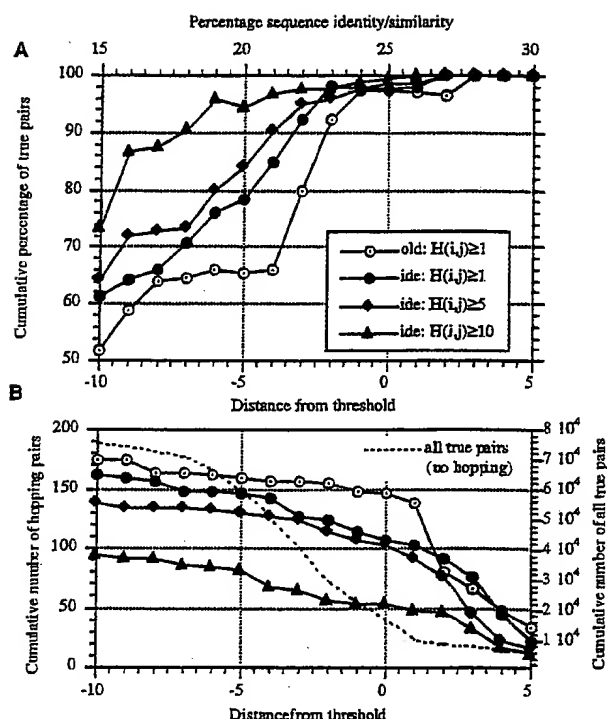 Percentage sequence identity/similarity
A
15 20 25 30
100
90
80
70
60
50
Cumulative percentage of true pairs
old: H(i,j)≥1
ide: H(i,j)≥1
ide: H(i,j)≥5
ide: H(i,j)≥10
-10 -5 0 5
Distance from threshold
B
200
150
100
50
0
Cumulative number of hopping pairs
all true pairs
(no hopping)
8 10⁴
7 10⁴
6 10⁴
5 10⁴
4 10⁴
3 10⁴
2 10⁴
1 10⁴
Cumulative number of all true pairs
-10 -5 0 5
Distance from threshold